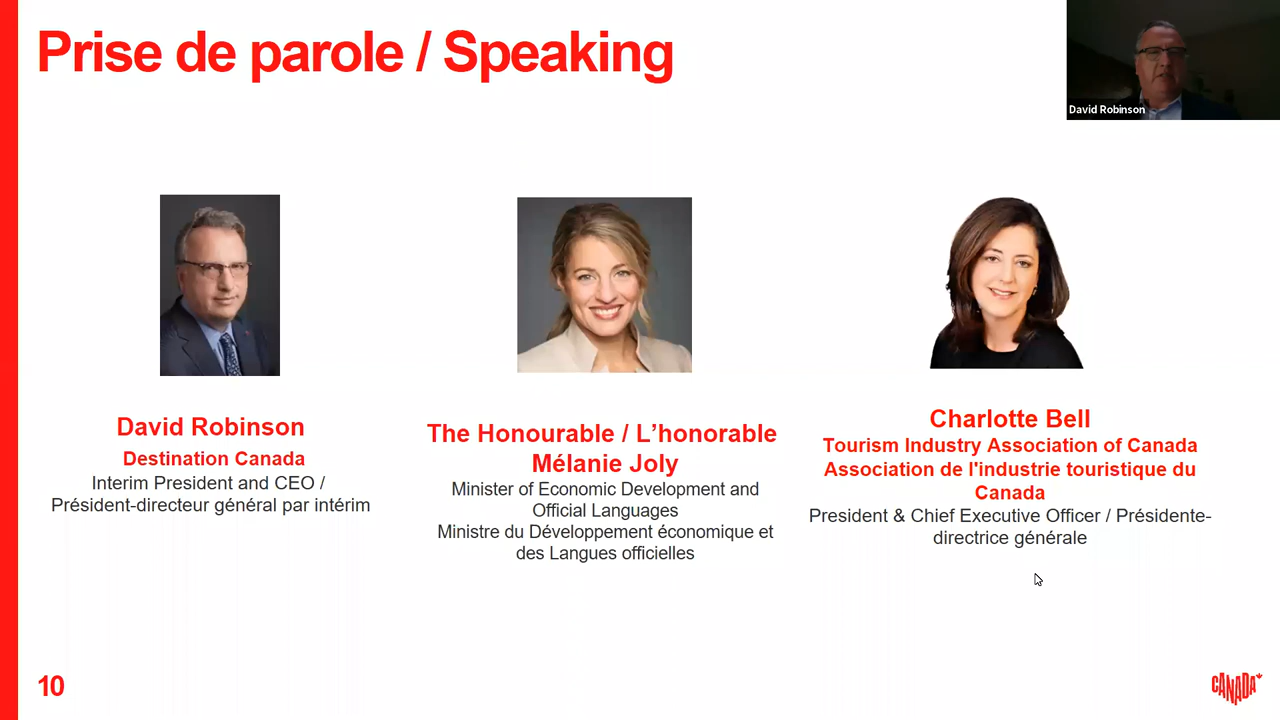 Prise de parole / Speaking
David Robinson
David Robinson
Destination Canada
Interim President and CEO /
Président-directeur général par intérim
The Honourable / L’honorable
Mélanie Joly
Minister of Economic Development and
Official Languages
Ministre du Développement économique et
des Langues officielles
Charlotte Bell
Tourism Industry Association of Canada
Association de l'industrie touristique du
Canada
President & Chief Executive Officer / Présidente-
directrice générale
10
CANADA